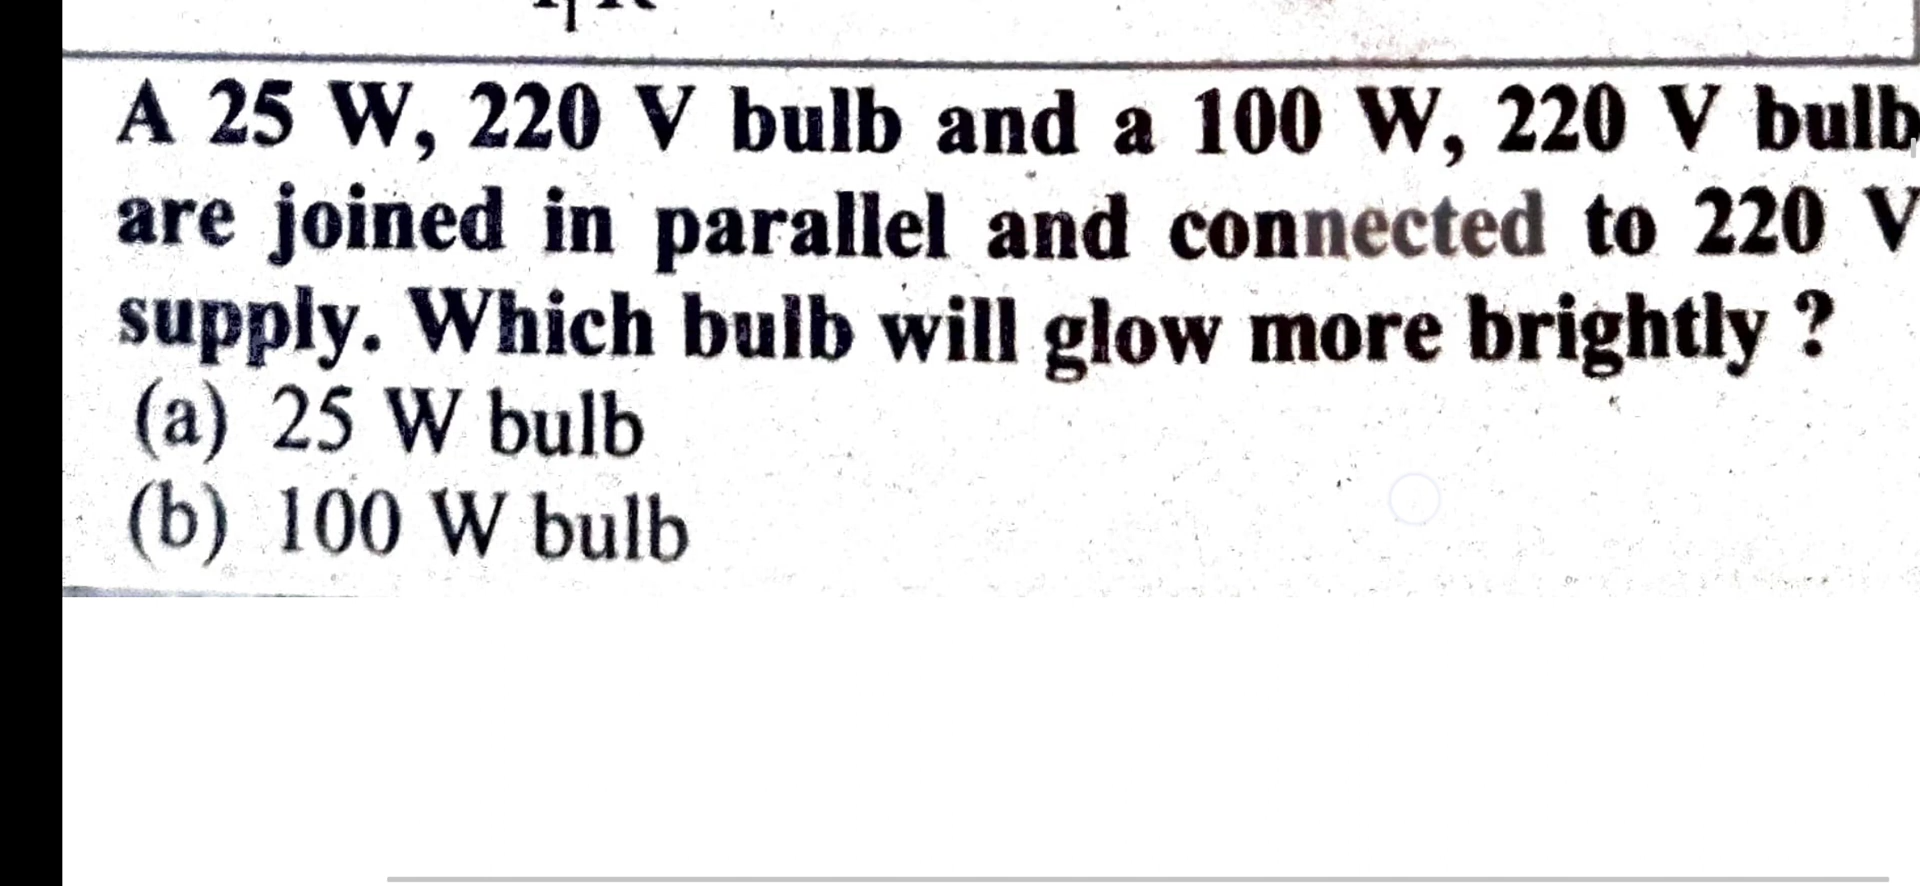 A 25 W, 220 V bulb and a 100 W, 220 V bulb
are joined in parallel and connected to 220 V
supply. Which bulb will glow more brightly ?
(a) 25 W bulb
(b) 100 W bulb